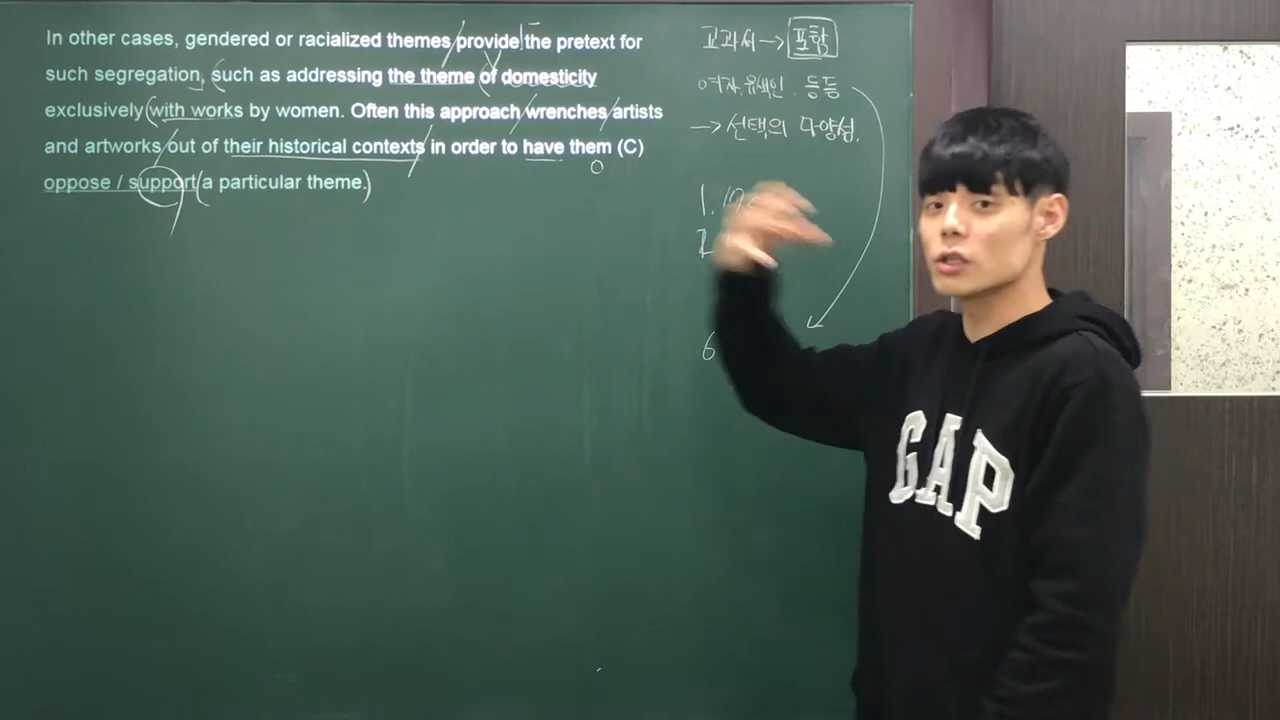 In other cases, gendered or racialized themes provide the pretext for
such segregation, such as addressing the theme of domesticity
exclusively with works by women. Often this approach wrenches artists
and artworks out of their historical contexts in order to have them (C)
oppose / support a particular theme.
교과서 → 포함
여자, 유색인, 등등
→ 선택의 다양성.
1.
2
6
GAP